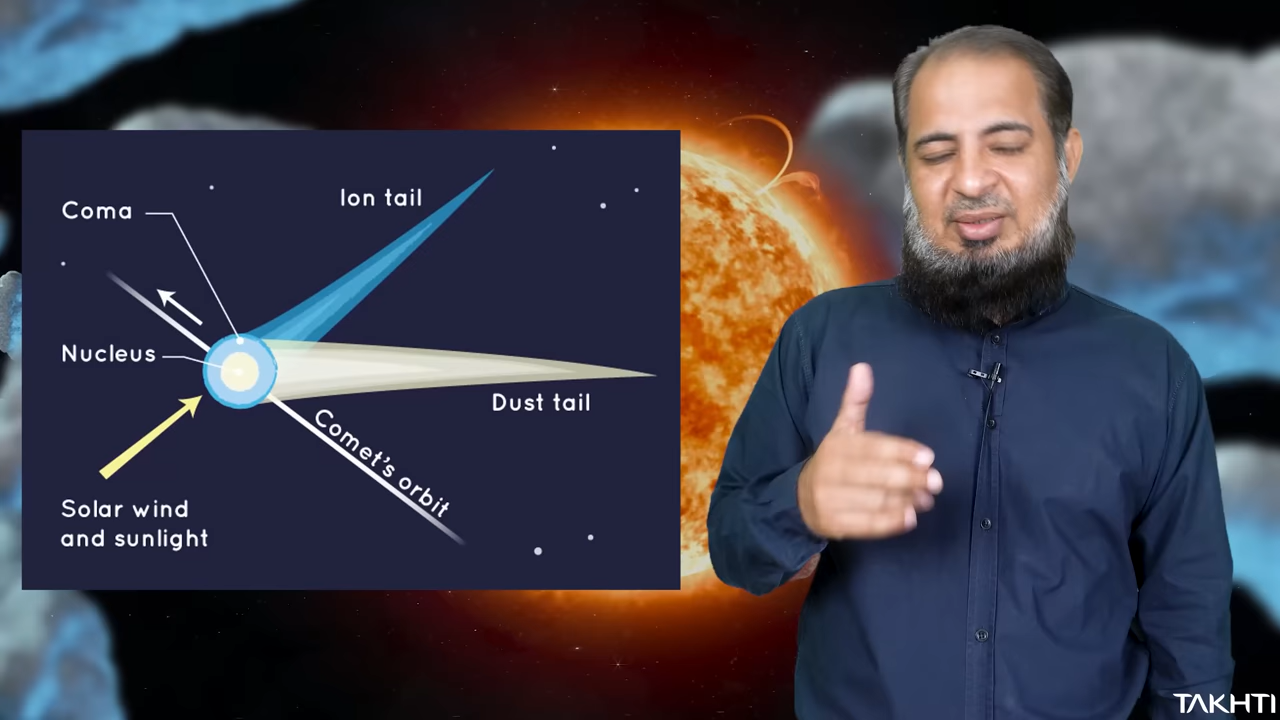 Coma
Ion tail
Nucleus
Dust tail
Comet's orbit
Solar wind
and sunlight
TAKHTI